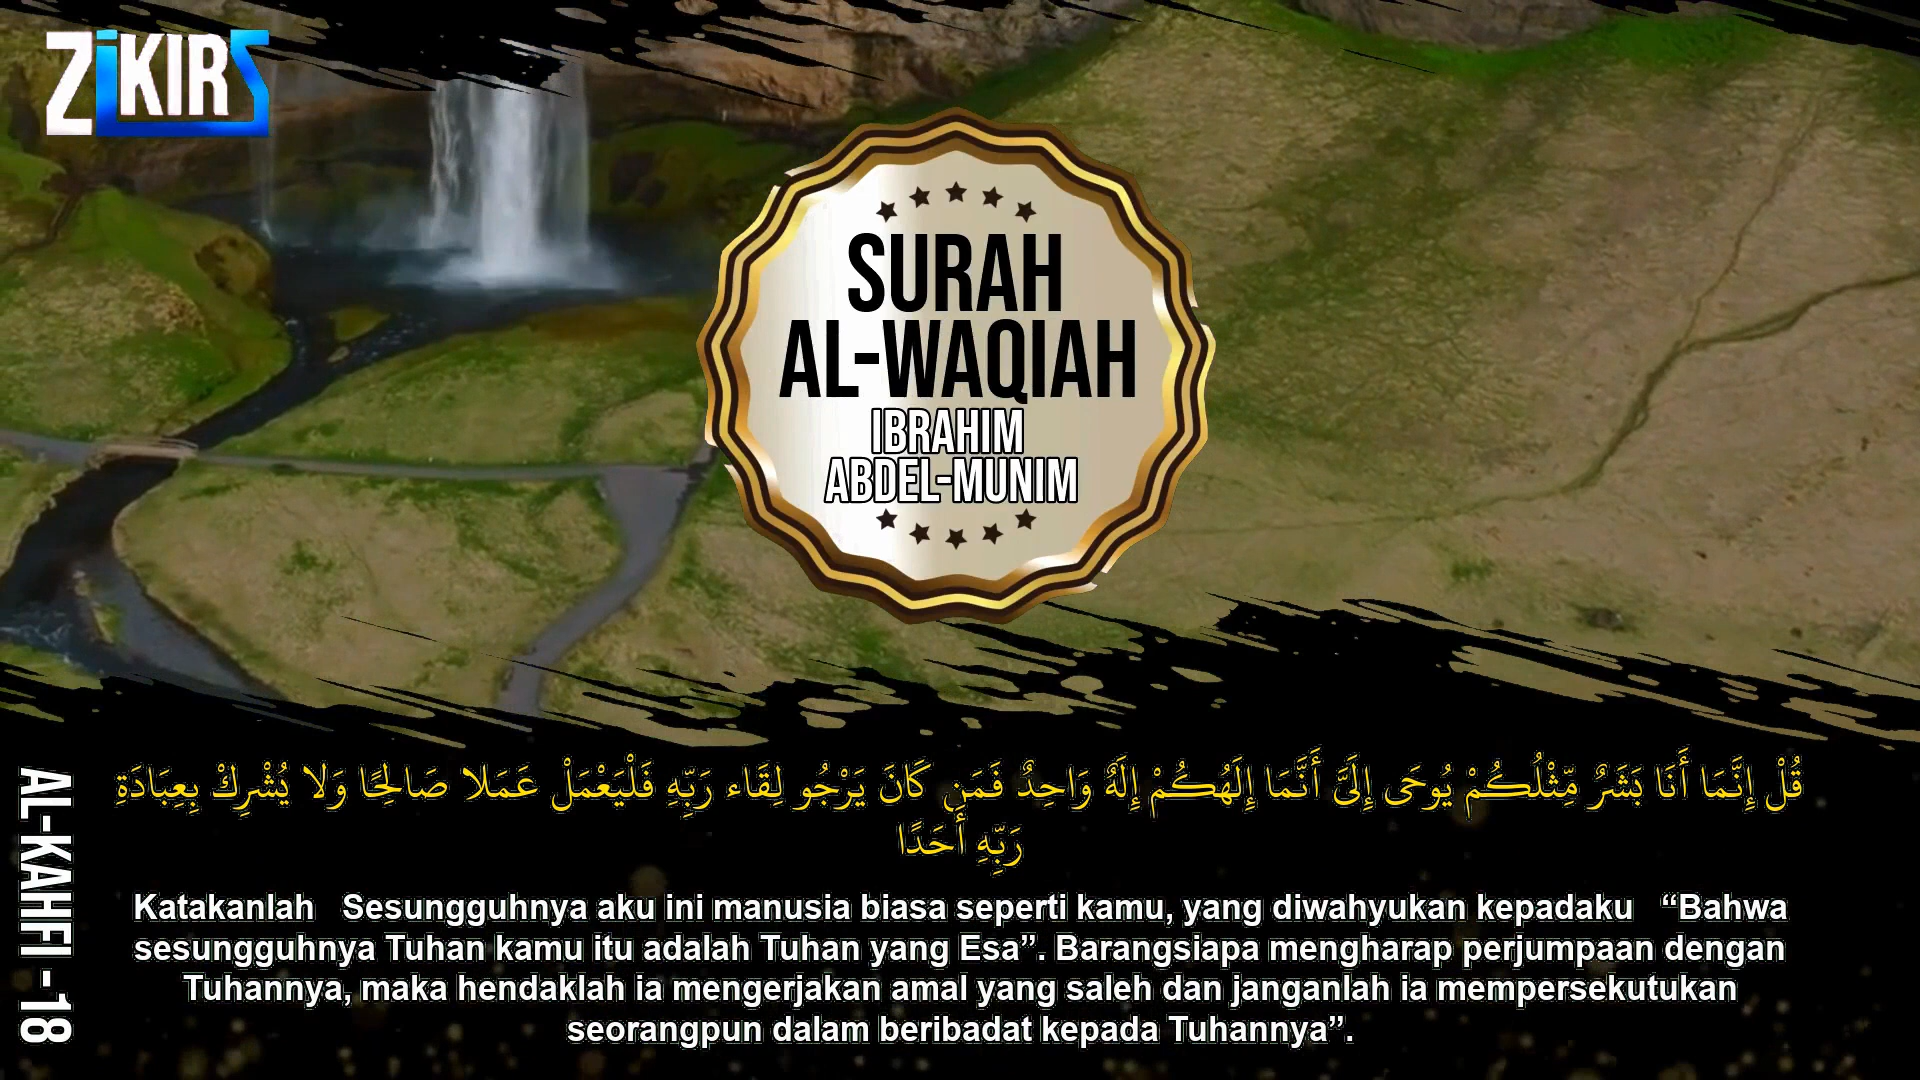 ZIKIRS
SURAH
AL-WAQIAH
IBRAHIM
ABDEL-MUNIM
قُلْ إِنَّمَا أَنَا بَشَرٌ مِّثْلُكُمْ يُوحَى إِلَيَّ أَنَّمَا إِلَهُكُمْ إِلَهٌ وَاحِدٌ فَمَن كَانَ يَرْجُو لِقَاء رَبِّهِ فَلْيَعْمَلْ عَمَلا صَالِحًا وَلا يُشْرِكْ بِعِبَادَةِ
رَبِّهِ أَحَدًا
AL-KAHFI - 18
Katakanlah   Sesungguhnya aku ini manusia biasa seperti kamu, yang diwahyukan kepadaku   “Bahwa
sesungguhnya Tuhan kamu itu adalah Tuhan yang Esa”. Barangsiapa mengharap perjumpaan dengan
Tuhannya, maka hendaklah ia mengerjakan amal yang saleh dan janganlah ia mempersekutukan
seorangpun dalam beribadat kepada Tuhannya”.